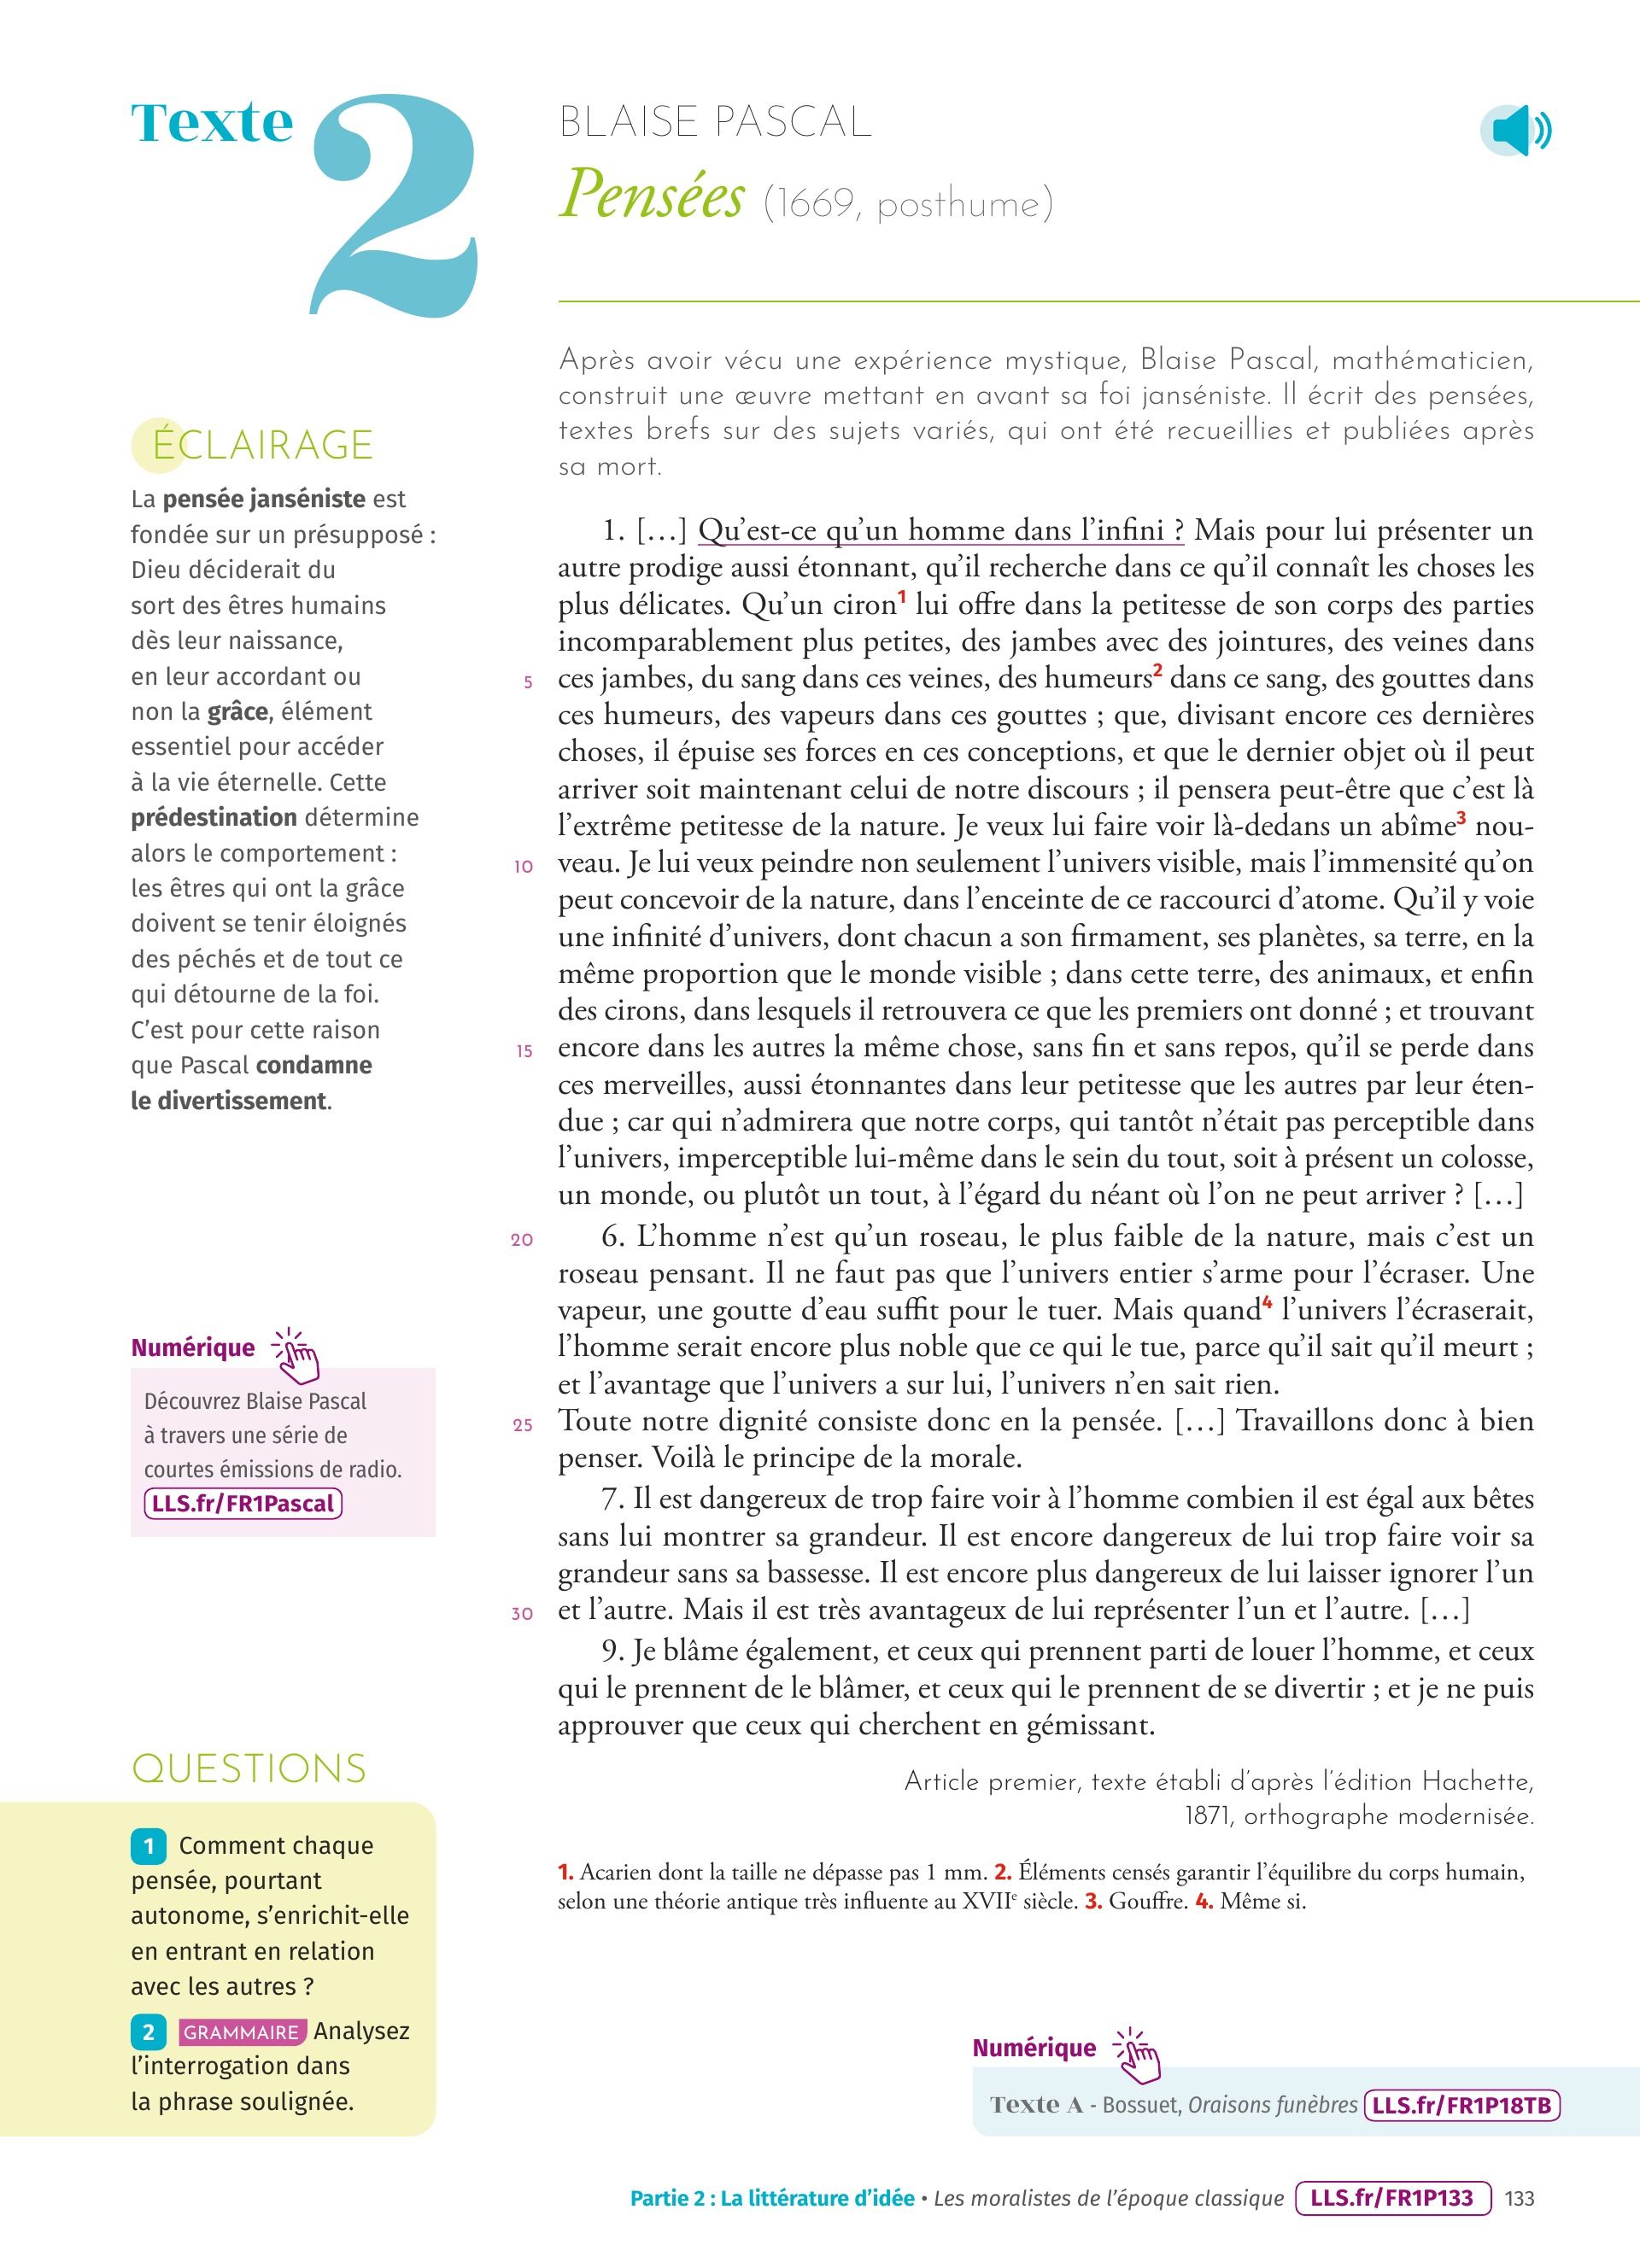 Texte 2
BLAISE PASCAL
Pensées (1669, posthume)
Après avoir vécu une expérience mystique, Blaise Pascal, mathématicien,
construit une œuvre mettant en avant sa foi janséniste. Il écrit des pensées,
textes brefs sur des sujets variés, qui ont été recueillies et publiées après
sa mort.
ÉCLAIRAGE
La pensée janséniste est
fondée sur un présupposé :
Dieu déciderait du
sort des êtres humains
dès leur naissance,
en leur accordant ou
non la grâce, élément
essentiel pour accéder
à la vie éternelle. Cette
prédestination détermine
alors le comportement :
les êtres qui ont la grâce
doivent se tenir éloignés
des péchés et de tout ce
qui détourne de la foi.
C'est pour cette raison
que Pascal condamne
le divertissement.
1. […] Qu'est-ce qu'un homme dans l'infini ? Mais pour lui présenter un
autre prodige aussi étonnant, qu'il recherche dans ce qu'il connaît les choses les
plus délicates. Qu'un ciron1 lui offre dans la petitesse de son corps des parties
incomparablement plus petites, des jambes avec des jointures, des veines dans
5 ces jambes, du sang dans ces veines, des humeurs2 dans ce sang, des gouttes dans
ces humeurs, des vapeurs dans ces gouttes ; que, divisant encore ces dernières
choses, il épuise ses forces en ces conceptions, et que le dernier objet où il peut
arriver soit maintenant celui de notre discours ; il pensera peut-être que c'est là
l'extrême petitesse de la nature. Je veux lui faire voir là-dedans un abîme3 nou-
10 veau. Je lui veux peindre non seulement l'univers visible, mais l'immensité qu'on
peut concevoir de la nature, dans l'enceinte de ce raccourci d'atome. Qu'il y voie
une infinité d'univers, dont chacun a son firmament, ses planètes, sa terre, en la
même proportion que le monde visible ; dans cette terre, des animaux, et enfin
des cirons, dans lesquels il retrouvera ce que les premiers ont donné ; et trouvant
15 encore dans les autres la même chose, sans fin et sans repos, qu'il se perde dans
ces merveilles, aussi étonnantes dans leur petitesse que les autres par leur éten-
due ; car qui n'admirera que notre corps, qui tantôt n'était pas perceptible dans
l'univers, imperceptible lui-même dans le sein du tout, soit à présent un colosse,
un monde, ou plutôt un tout, à l'égard du néant où l'on ne peut arriver ? […]
20 6. L'homme n'est qu'un roseau, le plus faible de la nature, mais c'est un
roseau pensant. Il ne faut pas que l'univers entier s'arme pour l'écraser. Une
vapeur, une goutte d'eau suffit pour le tuer. Mais quand4 l'univers l'écraserait,
l'homme serait encore plus noble que ce qui le tue, parce qu'il sait qu'il meurt ;
et l'avantage que l'univers a sur lui, l'univers n'en sait rien.
25 Toute notre dignité consiste donc en la pensée. […] Travaillons donc à bien
penser. Voilà le principe de la morale.
7. Il est dangereux de trop faire voir à l'homme combien il est égal aux bêtes
sans lui montrer sa grandeur. Il est encore dangereux de lui trop faire voir sa
grandeur sans sa bassesse. Il est encore plus dangereux de lui laisser ignorer l'un
30 et l'autre. Mais il est très avantageux de lui représenter l'un et l'autre. […]
9. Je blâme également, et ceux qui prennent parti de louer l'homme, et ceux
qui le prennent de le blâmer, et ceux qui le prennent de se divertir ; et je ne puis
approuver que ceux qui cherchent en gémissant.
Article premier, texte établi d'après l'édition Hachette,
1871, orthographe modernisée.
1. Acarien dont la taille ne dépasse pas 1 mm. 2. Éléments censés garantir l'équilibre du corps humain,
selon une théorie antique très influente au XVIIe siècle. 3. Gouffre. 4. Même si.
Numérique
Découvrez Blaise Pascal
à travers une série de
courtes émissions de radio.
LLS.fr/FR1Pascal
QUESTIONS
1 Comment chaque
pensée, pourtant
autonome, s'enrichit-elle
en entrant en relation
avec les autres ?
2 GRAMMAIRE Analysez
l'interrogation dans
la phrase soulignée.
Numérique
Texte A - Bossuet, Oraisons funèbres LLS.fr/FR1P18TB
Partie 2 : La littérature d'idée • Les moralistes de l'époque classique LLS.fr/FR1P133 133